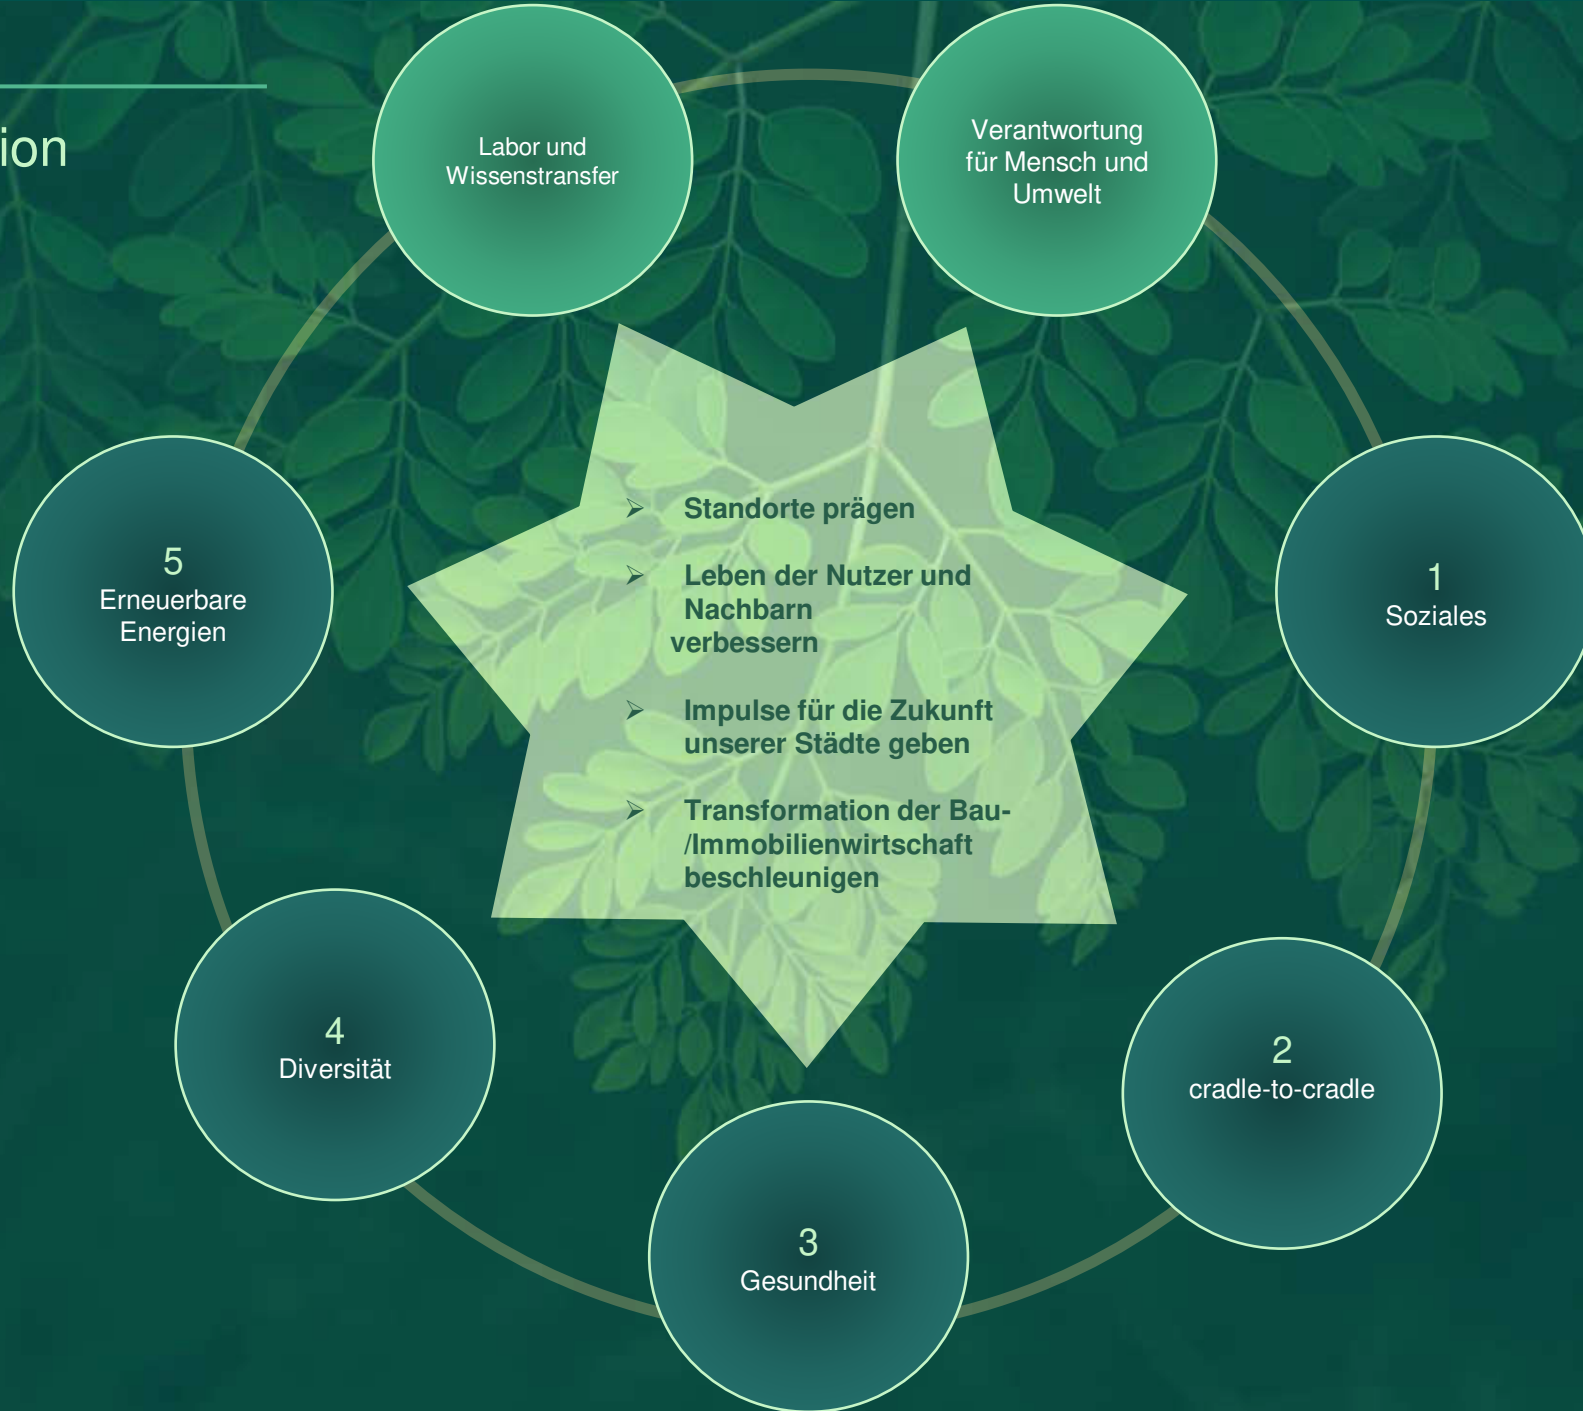 ion
Labor und
Wissenstransfer
Verantwortung
für Mensch und
Umwelt
1
Soziales
2
cradle-to-cradle
3
Gesundheit
4
Diversität
5
Erneuerbare
Energien
➢ Standorte prägen
➢ Leben der Nutzer und
Nachbarn
verbessern
➢ Impulse für die Zukunft
unserer Städte geben
➢ Transformation der Bau-
/Immobilienwirtschaft
beschleunigen